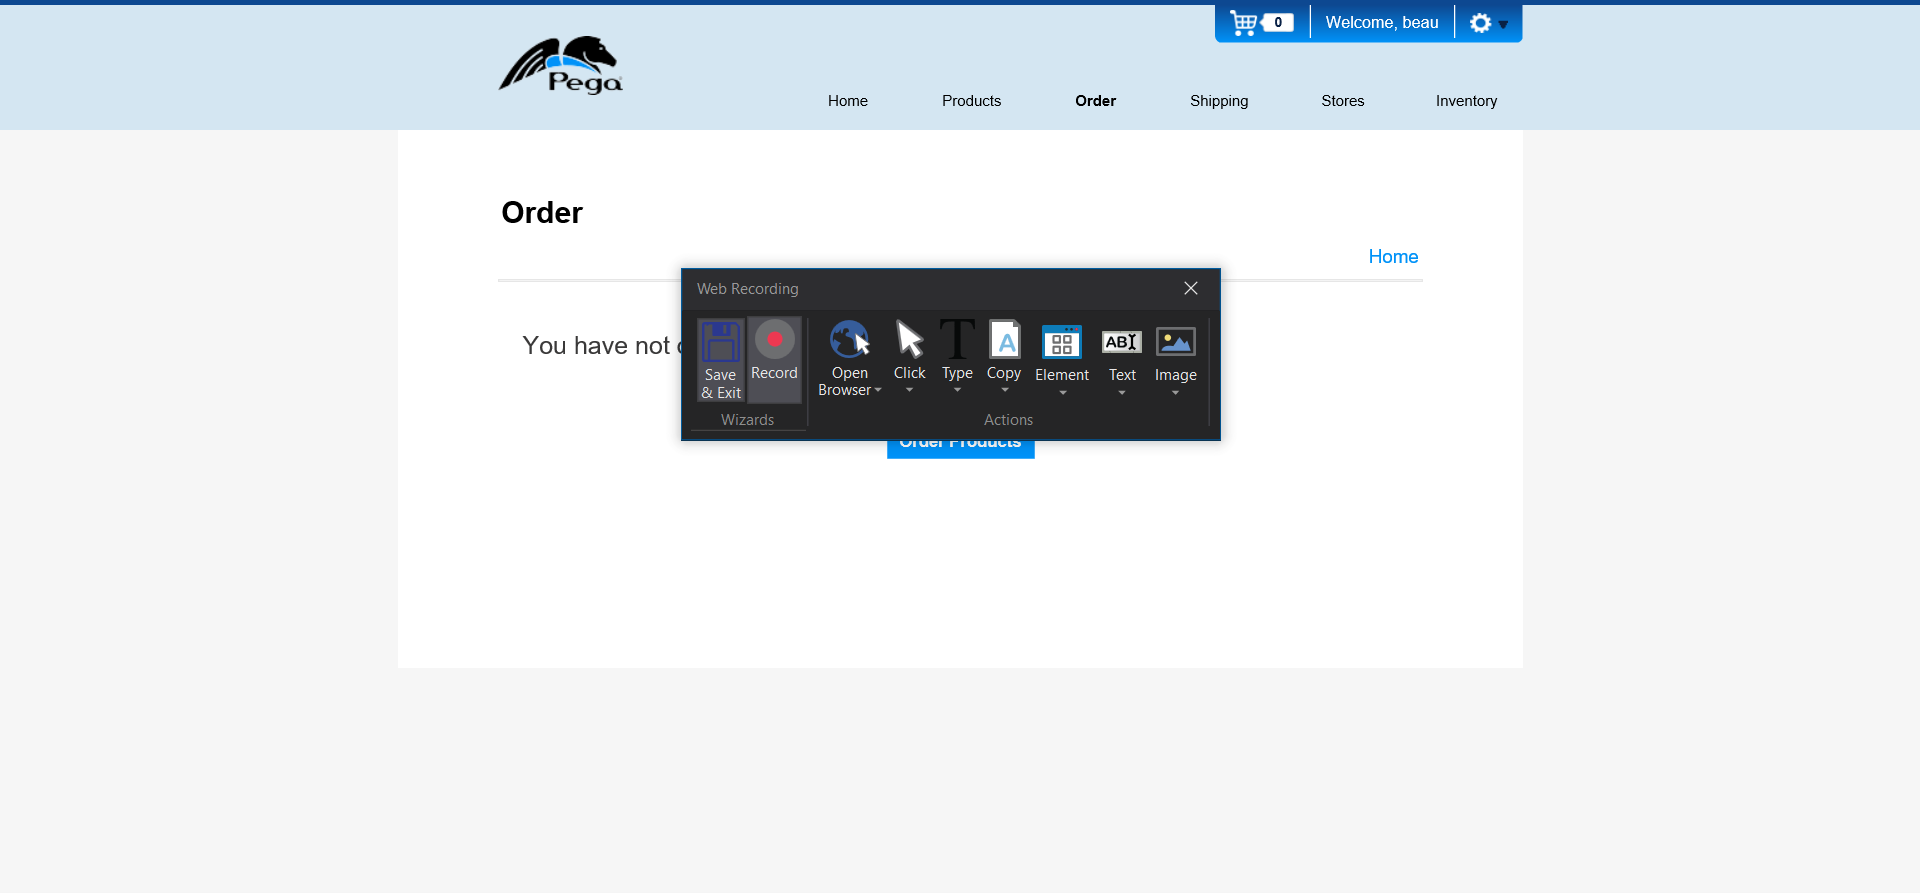 0
Welcome, beau
Pega
Home
Products
Order
Shipping
Stores
Inventory
Order
Home
You have not
Web Recording
Save
& Exit
Record
Wizards
Open
Browser
Click
Type
Copy
Element
Text
Image
Actions
T
A
AB
Order Products